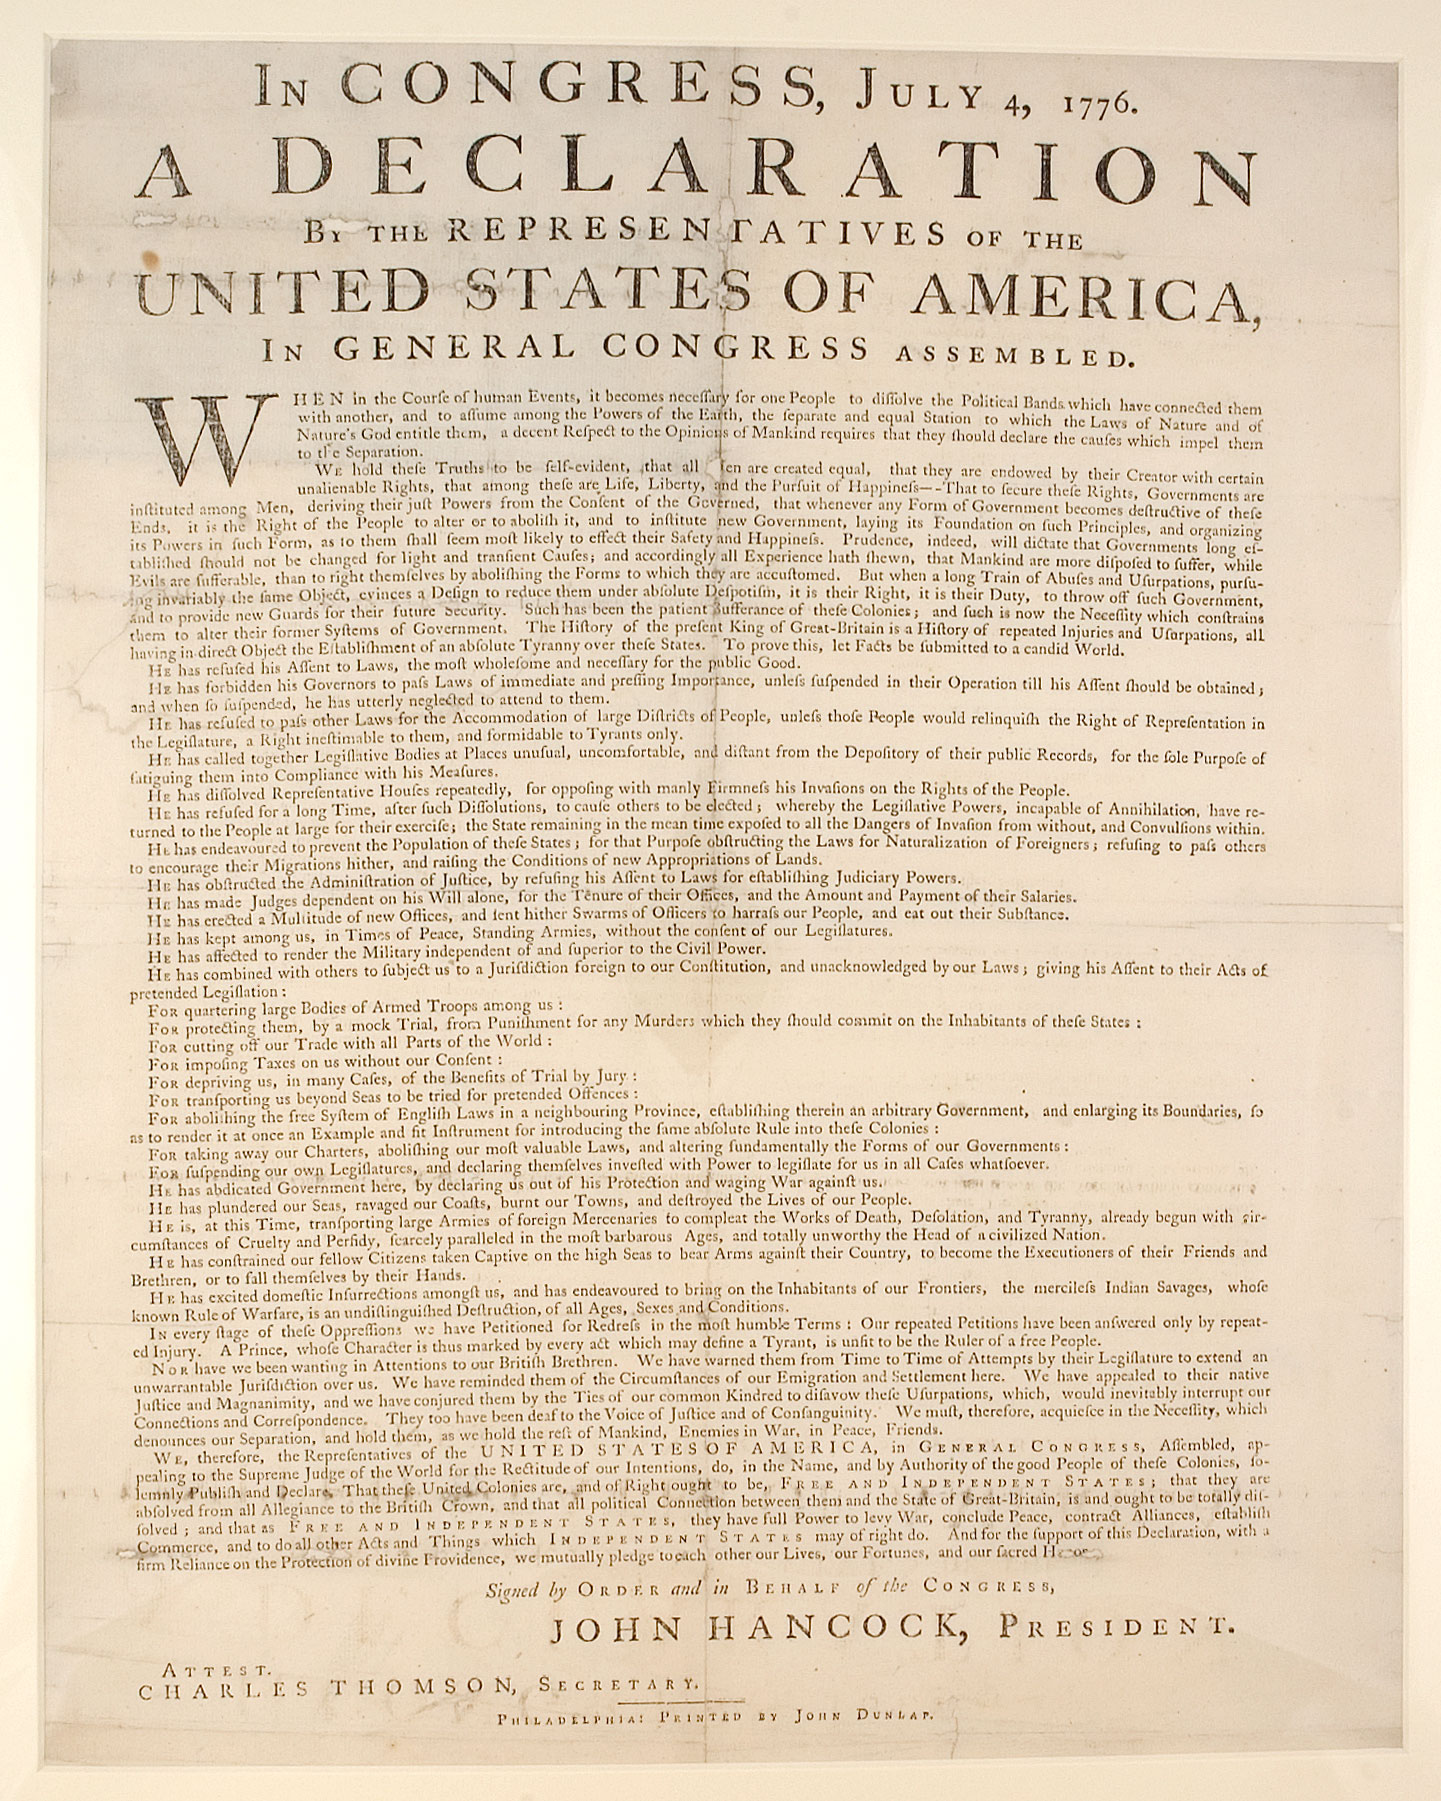 In CONGRESS, July 4, 1776.
A DECLARATION
By the REPRESENTATIVES of the
UNITED STATES OF AMERICA,
In GENERAL CONGRESS assembled.
WHEN in the Courſe of human Events, it becomes neceſſary for one People to diſſolve the Political Bands which have connected them
with another, and to aſſume among the Powers of the Earth, the ſeparate and equal Station to which the Laws of Nature and of
Nature's God entitle them, a decent Reſpect to the Opinions of Mankind requires that they ſhould declare the cauſes which impel them
to the Separation.
We hold theſe Truths to be ſelf-evident, that all Men are created equal, that they are endowed by their Creator with certain
unalienable Rights, that among theſe are Life, Liberty, and the Purſuit of Happineſs—-That to ſecure theſe Rights, Governments are
inſtituted among Men, deriving their juſt Powers from the Conſent of the Governed, that whenever any Form of Government becomes deſtructive of theſe
Ends, it is the Right of the People to alter or to aboliſh it, and to inſtitute new Government, laying its Foundation on ſuch Principles, and organizing
its Powers in ſuch Form, as to them ſhall ſeem moſt likely to effect their Safety and Happineſs. Prudence, indeed, will dictate that Governments long eſ-
tabliſhed ſhould not be changed for light and tranſient Cauſes; and accordingly all Experience hath ſhewn, that Mankind are more diſpoſed to ſuffer, while
Evils are ſufferable, than to right themſelves by aboliſhing the Forms to which they are accuſtomed. But when a long Train of Abuſes and Uſurpations, purſu-
ing invariably the ſame Object, evinces a Deſign to reduce them under abſolute Deſpotiſm, it is their Right, it is their Duty, to throw off ſuch Government,
and to provide new Guards for their future Security. Such has been the patient Sufferance of theſe Colonies; and ſuch is now the Neceſſity which conſtrains
them to alter their former Syſtems of Government. The Hiſtory of the preſent King of Great-Britain is a Hiſtory of repeated Injuries and Uſurpations, all
having in direct Object the Eſtabliſhment of an abſolute Tyranny over theſe States. To prove this, let Facts be ſubmitted to a candid World.
He has refuſed his Aſſent to Laws, the moſt wholeſome and neceſſary for the public Good.
He has forbidden his Governors to paſs Laws of immediate and preſſing Importance, unleſs ſuſpended in their Operation till his Aſſent ſhould be obtained;
and when ſo ſuſpended, he has utterly neglected to attend to them.
He has refuſed to paſs other Laws for the Accommodation of large Diſtricts of People, unleſs thoſe People would relinquiſh the Right of Repreſentation in
the Legiſlature, a Right ineſtimable to them, and formidable to Tyrants only.
He has called together Legiſlative Bodies at Places unuſual, uncomfortable, and diſtant from the Depoſitory of their public Records, for the ſole Purpoſe of
fatiguing them into Compliance with his Meaſures.
He has diſſolved Repreſentative Houſes repeatedly, for oppoſing with manly Firmneſs his Invaſions on the Rights of the People.
He has refuſed for a long Time, after ſuch Diſſolutions, to cauſe others to be elected; whereby the Legiſlative Powers, incapable of Annihilation, have re-
turned to the People at large for their exerciſe; the State remaining in the mean time expoſed to all the Dangers of Invaſion from without, and Convulſions within.
He has endeavoured to prevent the Population of theſe States; for that Purpoſe obſtructing the Laws for Naturalization of Foreigners; refuſing to paſs others
to encourage their Migrations hither, and raiſing the Conditions of new Appropriations of Lands.
He has obſtructed the Adminiſtration of Juſtice, by refuſing his Aſſent to Laws for eſtabliſhing Judiciary Powers.
He has made Judges dependent on his Will alone, for the Tenure of their Offices, and the Amount and Payment of their Salaries.
He has erected a Multitude of new Offices, and ſent hither Swarms of Officers to harraſs our People, and eat out their Subſtance.
He has kept among us, in Times of Peace, Standing Armies, without the conſent of our Legiſlatures.
He has affected to render the Military independent of and ſuperior to the Civil Power.
He has combined with others to ſubject us to a Juriſdiction foreign to our Conſtitution, and unacknowledged by our Laws; giving his Aſſent to their Acts of
pretended Legiſlation:
For quartering large Bodies of Armed Troops among us:
For protecting them, by a mock Trial, from Puniſhment for any Murders which they ſhould commit on the Inhabitants of theſe States:
For cutting off our Trade with all Parts of the World:
For impoſing Taxes on us without our Conſent:
For depriving us, in many Caſes, of the Benefits of Trial by Jury:
For tranſporting us beyond Seas to be tried for pretended Offences:
For aboliſhing the free Syſtem of Engliſh Laws in a neighbouring Province, eſtabliſhing therein an arbitrary Government, and enlarging its Boundaries, ſo
as to render it at once an Example and fit Inſtrument for introducing the ſame abſolute Rule into theſe Colonies:
For taking away our Charters, aboliſhing our moſt valuable Laws, and altering fundamentally the Forms of our Governments:
For ſuſpending our own Legiſlatures, and declaring themſelves inveſted with Power to legiſlate for us in all Caſes whatſoever.
He has abdicated Government here, by declaring us out of his Protection and waging War againſt us.
He has plundered our Seas, ravaged our Coaſts, burnt our Towns, and deſtroyed the Lives of our People.
He is, at this Time, tranſporting large Armies of foreign Mercenaries to compleat the Works of Death, Deſolation, and Tyranny, already begun with cir-
cumſtances of Cruelty and Perfidy, ſcarcely paralleled in the moſt barbarous Ages, and totally unworthy the Head of a civilized Nation.
He has conſtrained our fellow Citizens taken Captive on the high Seas to bear Arms againſt their Country, to become the Executioners of their Friends and
Brethren, or to fall themſelves by their Hands.
He has excited domeſtic Inſurrections amongſt us, and has endeavoured to bring on the Inhabitants of our Frontiers, the mercileſs Indian Savages, whoſe
known Rule of Warfare, is an undiſtinguiſhed Deſtruction, of all Ages, Sexes and Conditions.
In every ſtage of theſe Oppreſſions we have Petitioned for Redreſs in the moſt humble Terms: Our repeated Petitions have been anſwered only by repeat-
ed Injury. A Prince, whoſe Character is thus marked by every act which may define a Tyrant, is unfit to be the Ruler of a free People.
Nor have we been wanting in Attentions to our Britiſh Brethren. We have warned them from Time to Time of Attempts by their Legiſlature to extend an
unwarrantable Juriſdiction over us. We have reminded them of the Circumſtances of our Emigration and Settlement here. We have appealed to their native
Juſtice and Magnanimity, and we have conjured them by the Ties of our common Kindred to diſavow theſe Uſurpations, which, would inevitably interrupt our
Connections and Correſpondence. They too have been deaf to the Voice of Juſtice and of Conſanguinity. We muſt, therefore, acquieſce in the Neceſſity, which
denounces our Separation, and hold them, as we hold the reſt of Mankind, Enemies in War, in Peace, Friends.
We, therefore, the Repreſentatives of the UNITED STATES OF AMERICA, in General Congress, Aſſembled, ap-
pealing to the Supreme Judge of the World for the Rectitude of our Intentions, do, in the Name, and by Authority of the good People of theſe Colonies, ſo-
lemnly Publiſh and Declare, That theſe United Colonies are, and of Right ought to be, Free and Independent States; that they are
abſolved from all Allegiance to the Britiſh Crown, and that all political Connection between them and the State of Great-Britain, is and ought to be totally diſ-
ſolved; and that as Free and Independent States, they have full Power to levy War, conclude Peace, contract Alliances, eſtabliſh
Commerce, and to do all other Acts and Things which Independent States may of right do. And for the ſupport of this Declaration, with a
firm Reliance on the Protection of divine Providence, we mutually pledge to each other our Lives, our Fortunes, and our ſacred Honor
Signed by Order and in Behalf of the Congress,
JOHN HANCOCK, President.
Attest.
CHARLES THOMSON, Secretary.
Philadelphia: Printed by John Dunlap.